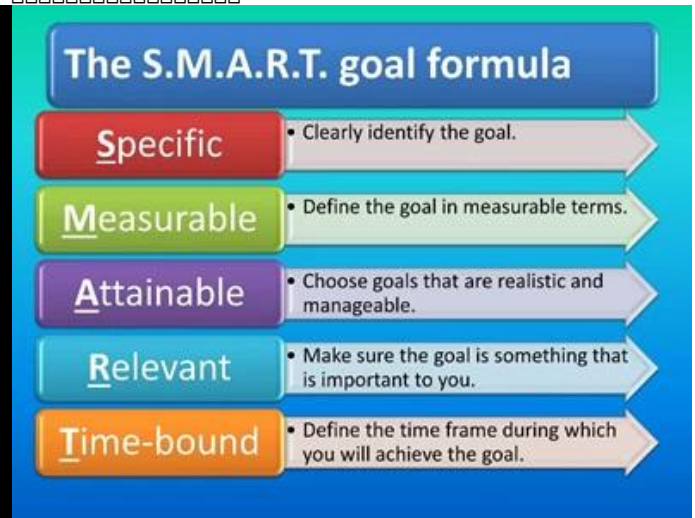 The S.M.A.R.T. goal formula
Specific
• Clearly identify the goal.
Measurable
• Define the goal in measurable terms.
Attainable
• Choose goals that are realistic and
manageable.
Relevant
• Make sure the goal is something that
is important to you.
Time-bound
• Define the time frame during which
you will achieve the goal.